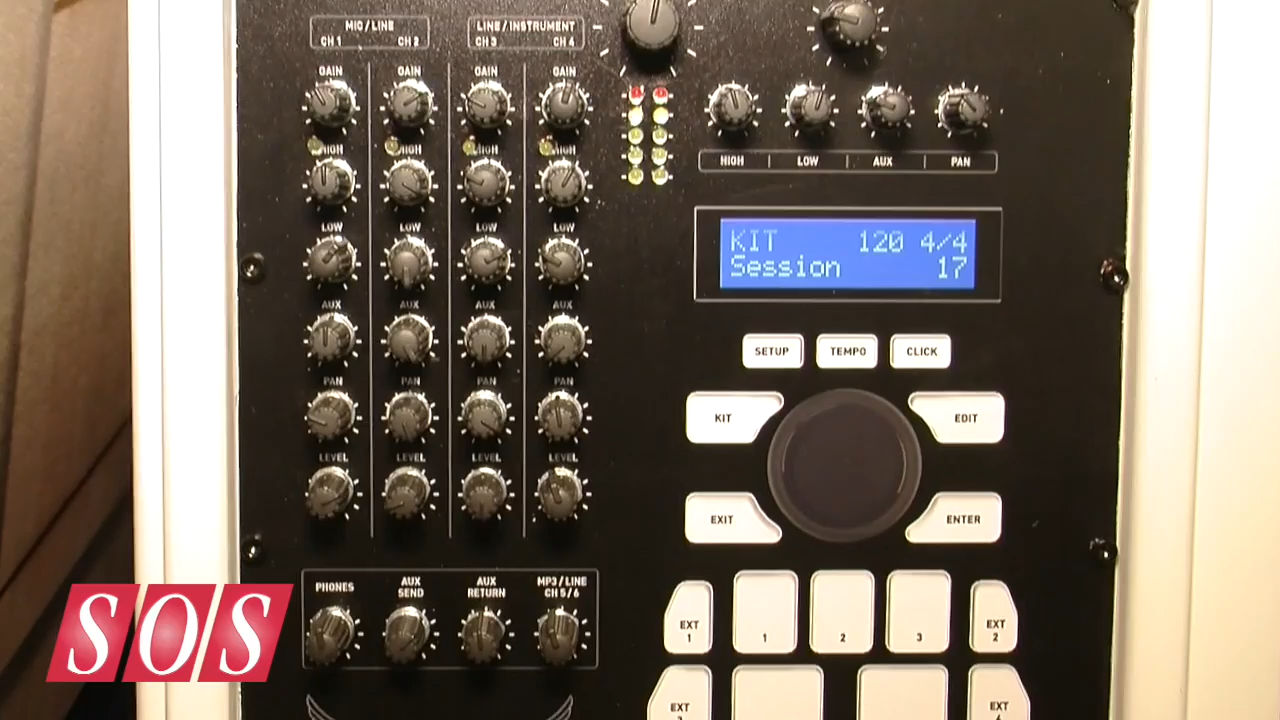 MIC/LINE
CH 1 CH 2
LINE/INSTRUMENT
CH 3 CH 4
GAIN GAIN GAIN GAIN
HIGH HIGH HIGH HIGH
LOW LOW LOW LOW
AUX AUX AUX AUX
PAN PAN PAN PAN
LEVEL LEVEL LEVEL LEVEL
PHONES
AUX SEND
AUX RETURN
MP3/LINE
CH 5/6
HIGH LOW AUX PAN
KIT 120 4/4
Session 17
SETUP TEMPO CLICK
KIT EDIT
EXIT ENTER
EXT 1
1 2 3
EXT 2
EXT
EXT
SOS